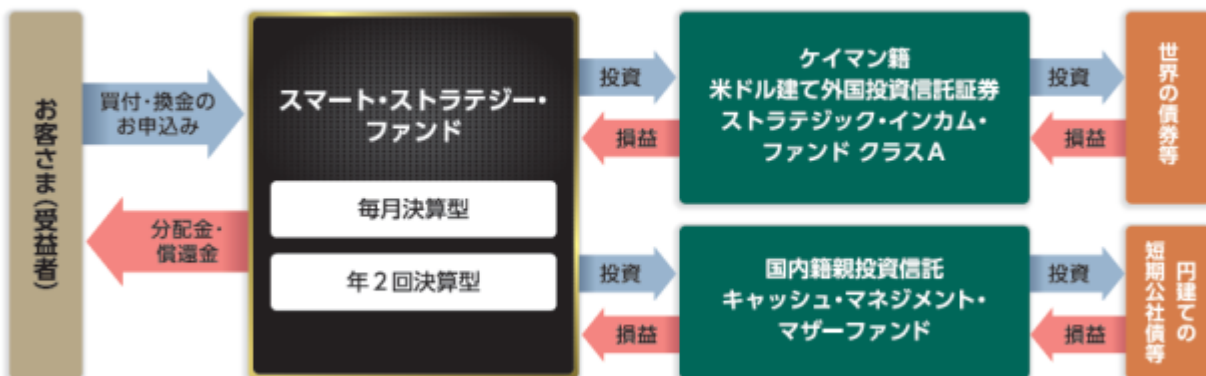 お客さま（受益者）
買付・換金の
お申込み
分配金・
償還金
スマート・ストラテジー・
ファンド
毎月決算型
年2回決算型
投資
損益
ケイマン籍
米ドル建て外国投資信託証券
ストラテジック・インカム・
ファンド クラスA
投資
損益
世界の債券等
投資
損益
国内籍親投資信託
キャッシュ・マネジメント・
マザーファンド
投資
損益
円建ての
短期公社債等